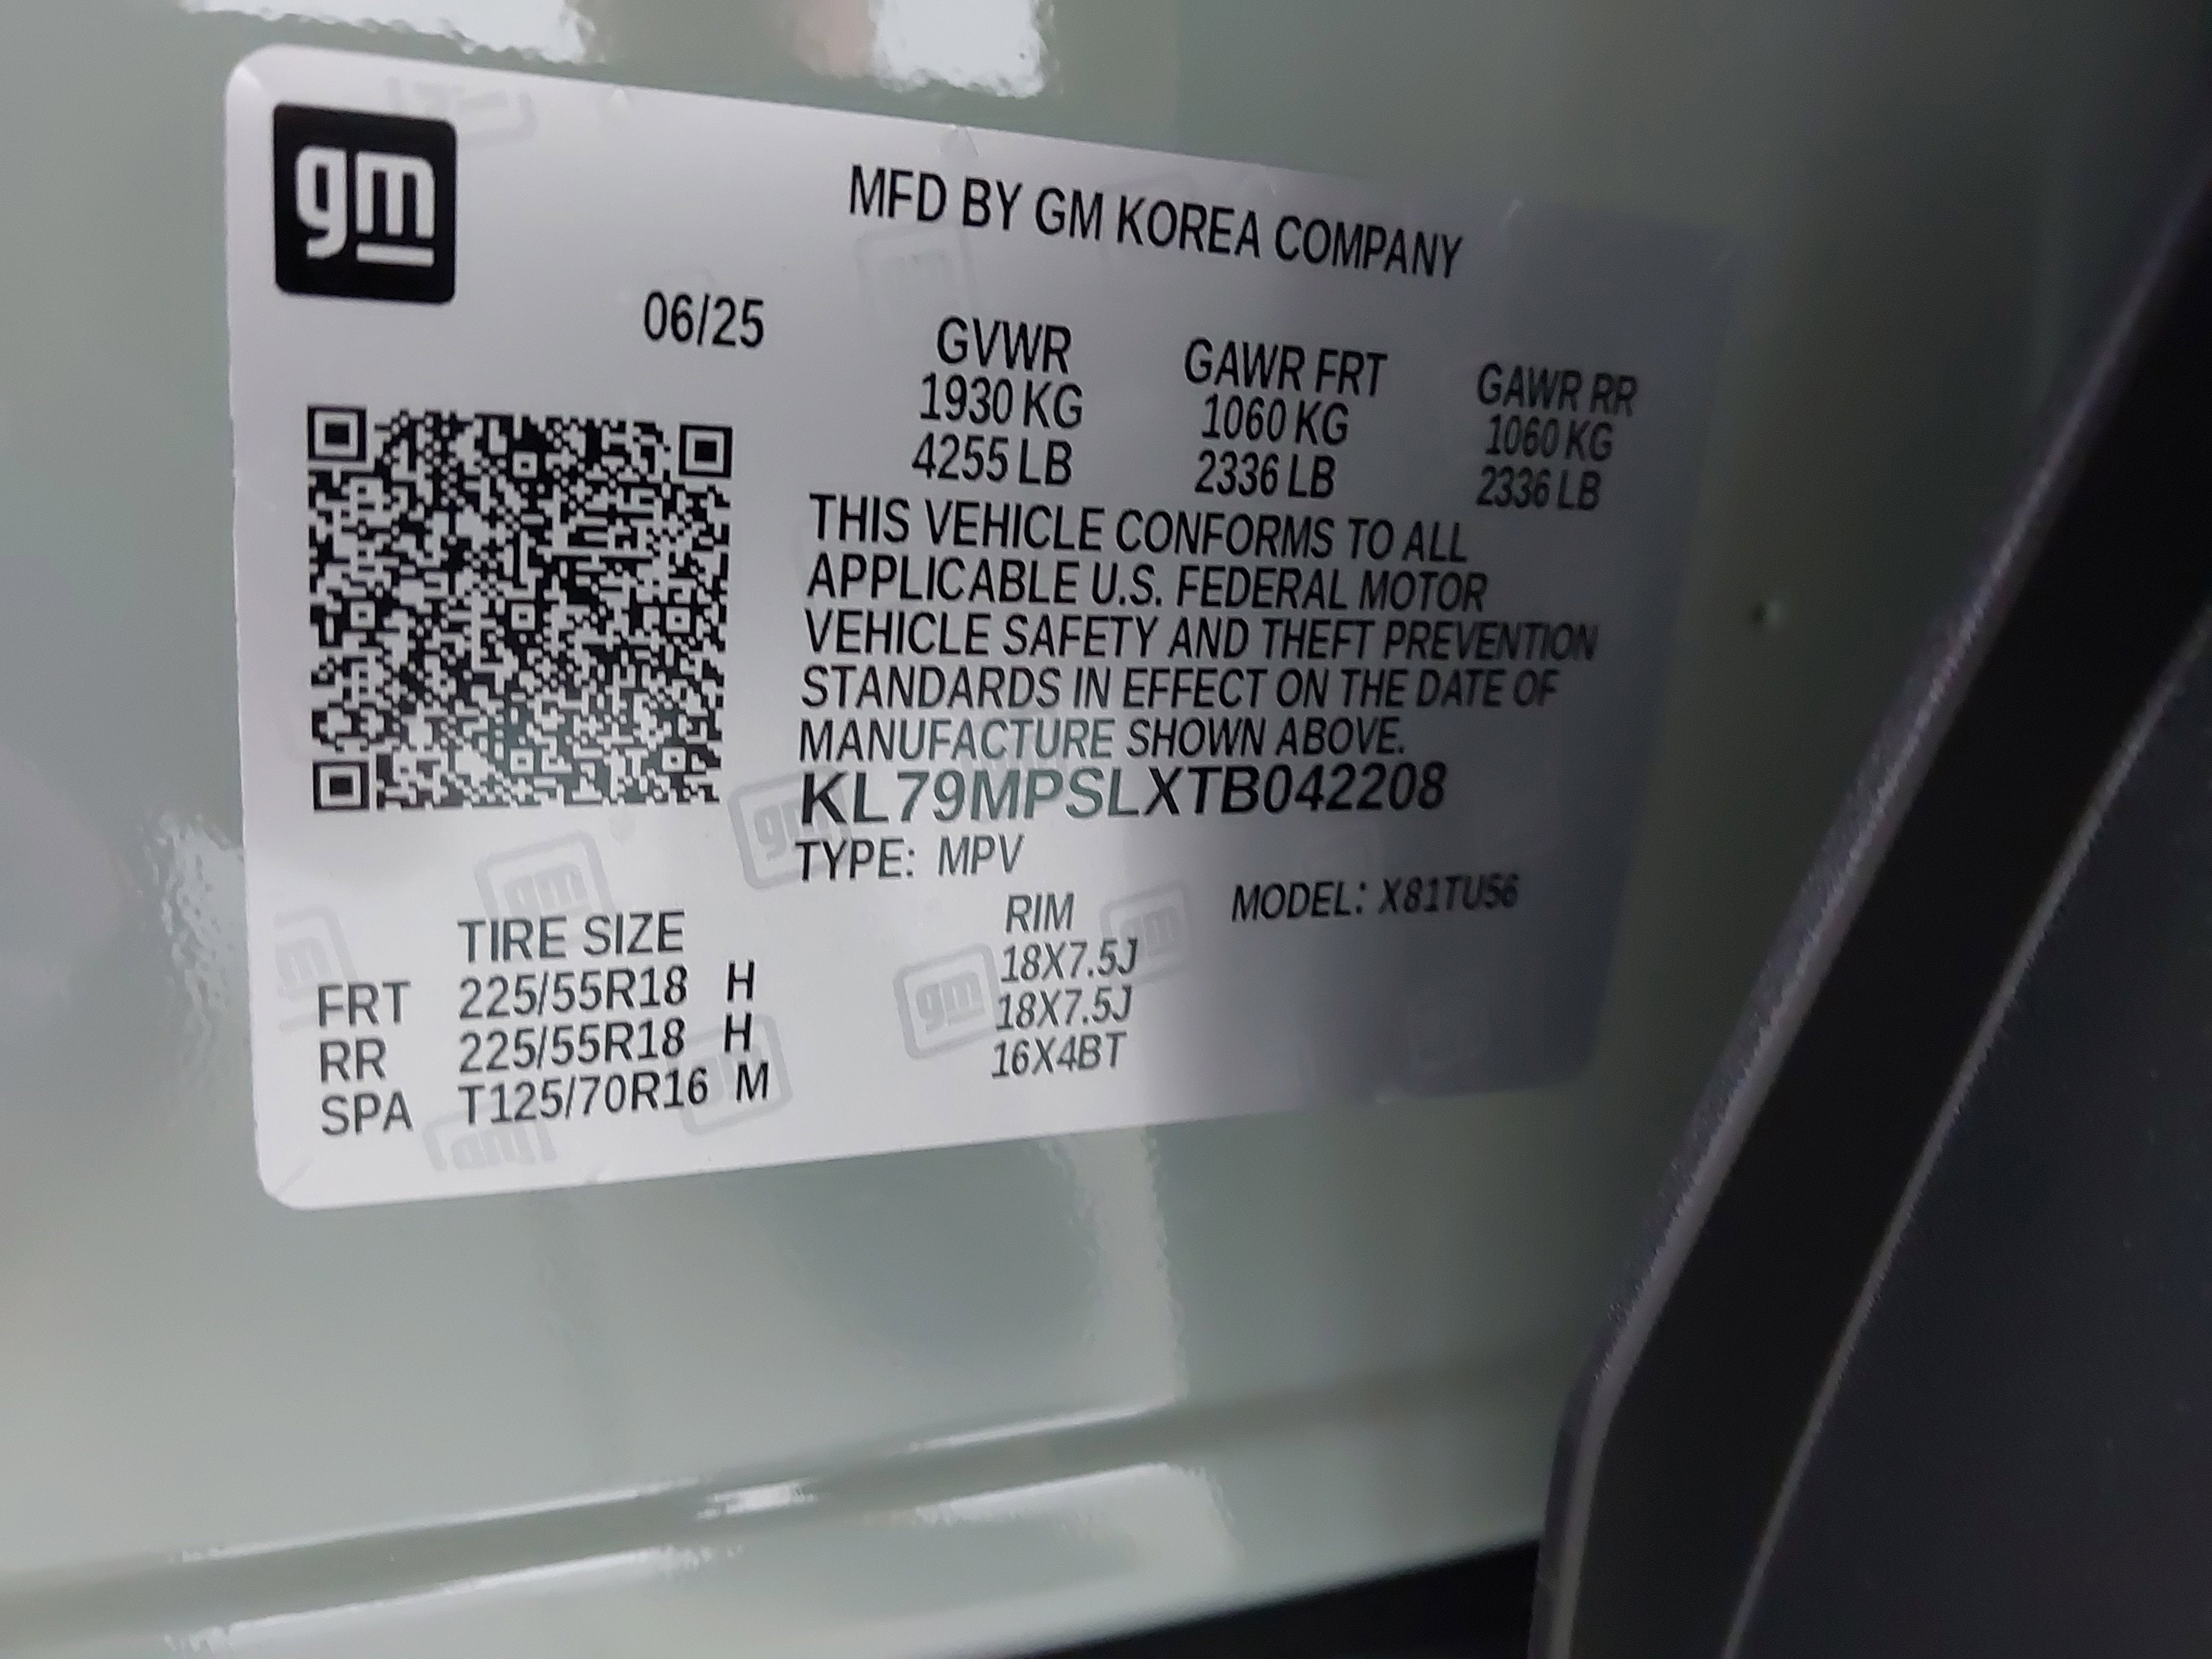 gm
MFD BY GM KOREA COMPANY
06/25
GVWR GAWR FRT GAWR RR
1930 KG 1060 KG 1060 KG
4255 LB 2336 LB 2336 LB
THIS VEHICLE CONFORMS TO ALL
APPLICABLE U.S. FEDERAL MOTOR
VEHICLE SAFETY AND THEFT PREVENTION
STANDARDS IN EFFECT ON THE DATE OF
MANUFACTURE SHOWN ABOVE.
KL79MPSLXTB042208
TYPE: MPV
MODEL: X81TU56
TIRE SIZE RIM
FRT 225/55R18 H 18X7.5J
RR 225/55R18 H 18X7.5J
SPA T125/70R16 M 16X4BT